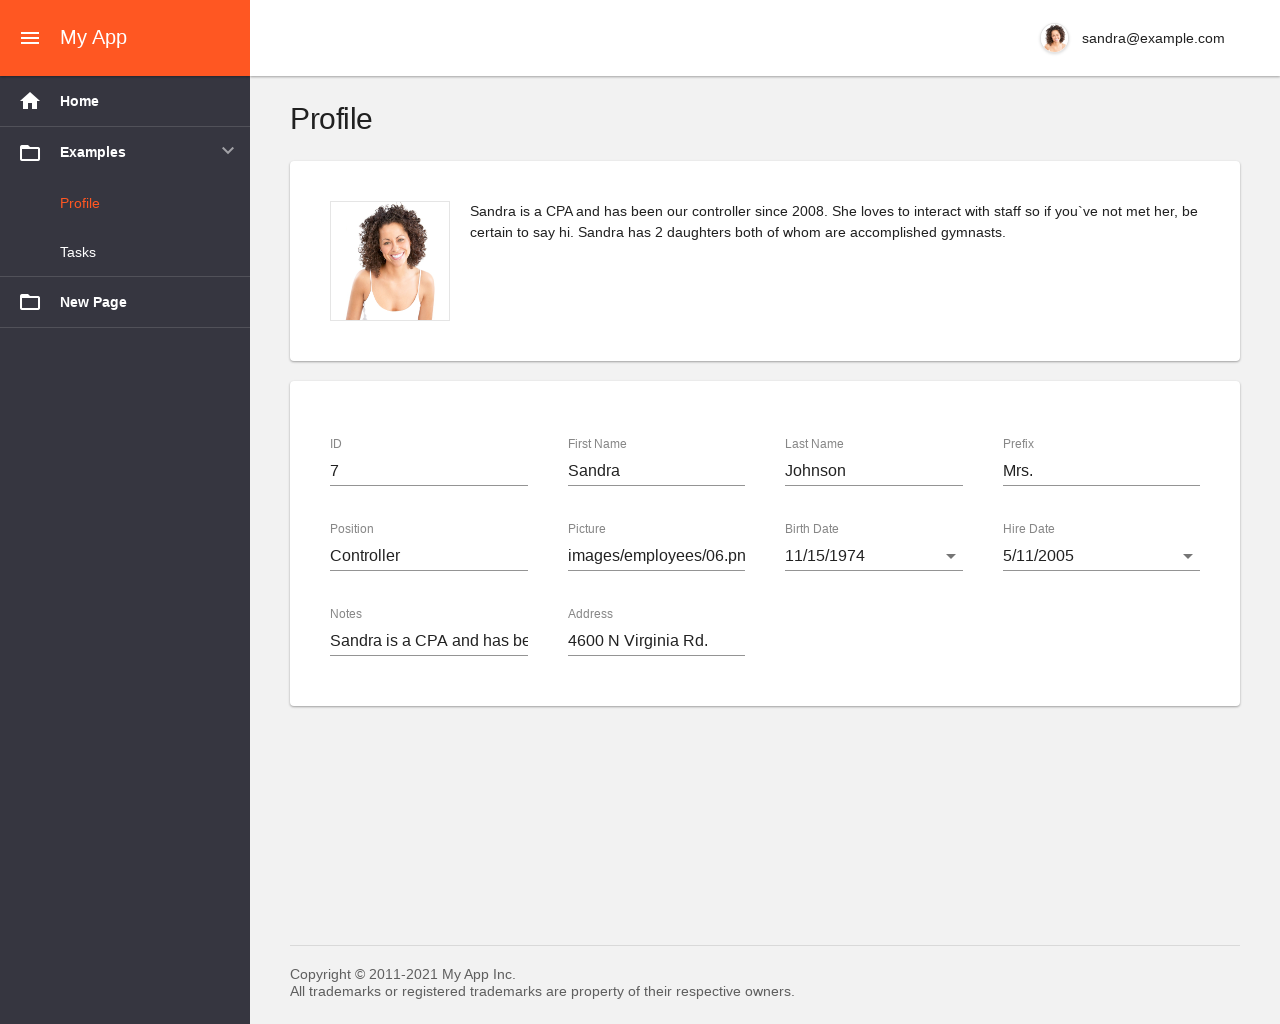 My App
sandra@example.com
Home
Examples
Profile
Tasks
New Page
Profile
Sandra is a CPA and has been our controller since 2008. She loves to interact with staff so if you`ve not met her, be
certain to say hi. Sandra has 2 daughters both of whom are accomplished gymnasts.
ID
First Name
Last Name
Prefix
7
Sandra
Johnson
Mrs.
Position
Picture
Birth Date
Hire Date
Controller
images/employees/06.pn
11/15/1974
5/11/2005
Notes
Address
Sandra is a CPA and has be
4600 N Virginia Rd.
Copyright © 2011-2021 My App Inc.
All trademarks or registered trademarks are property of their respective owners.